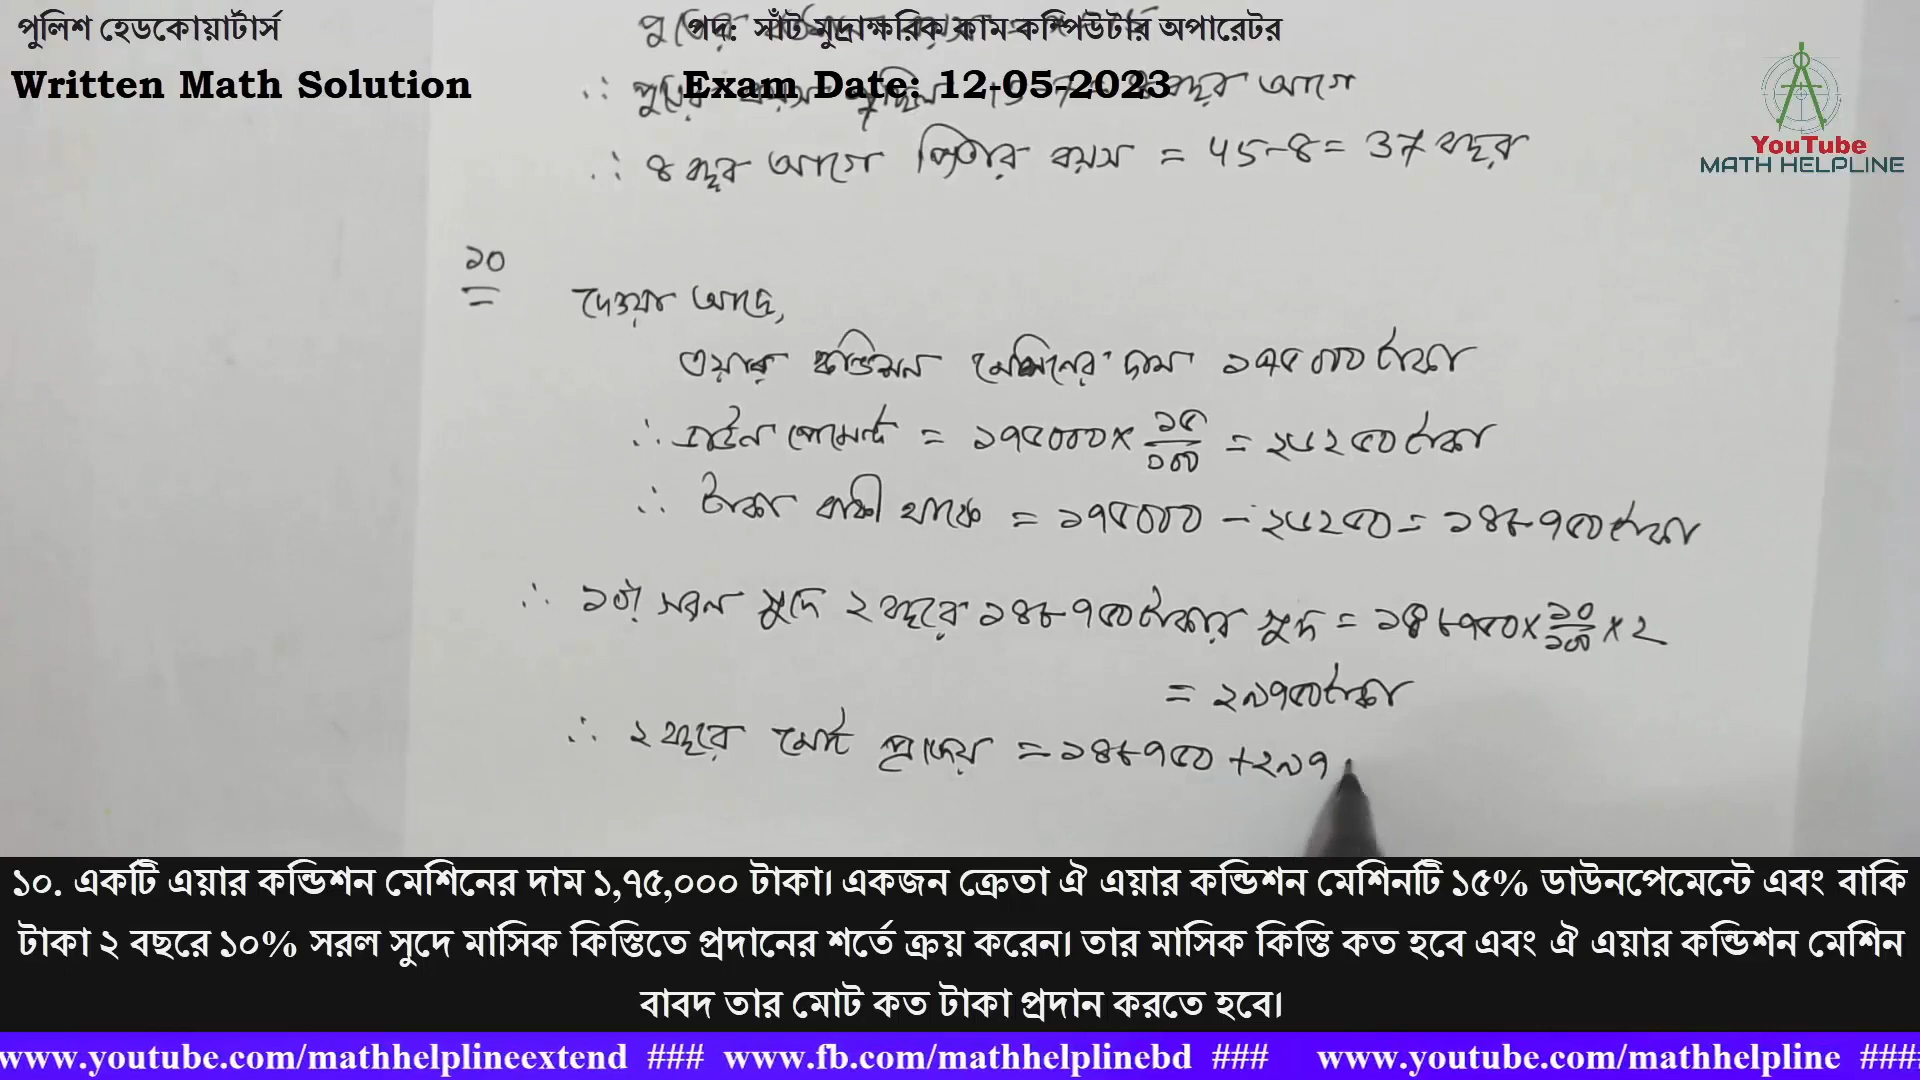 পুলিশ হেডকোয়ার্টার্স
পদ: সাঁট মুদ্রাক্ষরিক কাম কম্পিউটার অপারেটর
Written Math Solution
Exam Date: 12-05-2023
YouTube
MATH HELPLINE
বছর আগে
∴ ৪ বছর আগে পিতার বয়স = 45-8= 37 বছর
১০
দেওয়া আছে,
এয়ার কন্ডিশন মেশিনের দাম ১৭৫০০০ টাকা
∴ ডাউন পেমেন্ট = ১৭৫০০০ × ১৫/১০০ = ২৬২৫০ টাকা
∴ টাকা বাকী থাকে = ১৭৫০০০ - ২৬২৫০ = ১৪৮৭৫০ টাকা
∴ ১০% সরল সুদে ২ বছরে ১৪৮৭৫০ টাকার সুদ = ১৪৮৭৫০ × ১০/১০০ × ২
= ২৯৭৫০ টাকা
∴ ২ বছরে মোট প্রদেয় = ১৪৮৭৫০ + ২৯৭
১০. একটি এয়ার কন্ডিশন মেশিনের দাম ১,৭৫,০০০ টাকা। একজন ক্রেতা ঐ এয়ার কন্ডিশন মেশিনটি ১৫% ডাউনপেমেন্টে এবং বাকি
টাকা ২ বছরে ১০% সরল সুদে মাসিক কিস্তিতে প্রদানের শর্তে ক্রয় করেন। তার মাসিক কিস্তি কত হবে এবং ঐ এয়ার কন্ডিশন মেশিন
বাবদ তার মোট কত টাকা প্রদান করতে হবে।
www.youtube.com/mathhelplineextend ### www.fb.com/mathhelplinebd ### www.youtube.com/mathhelpline ####